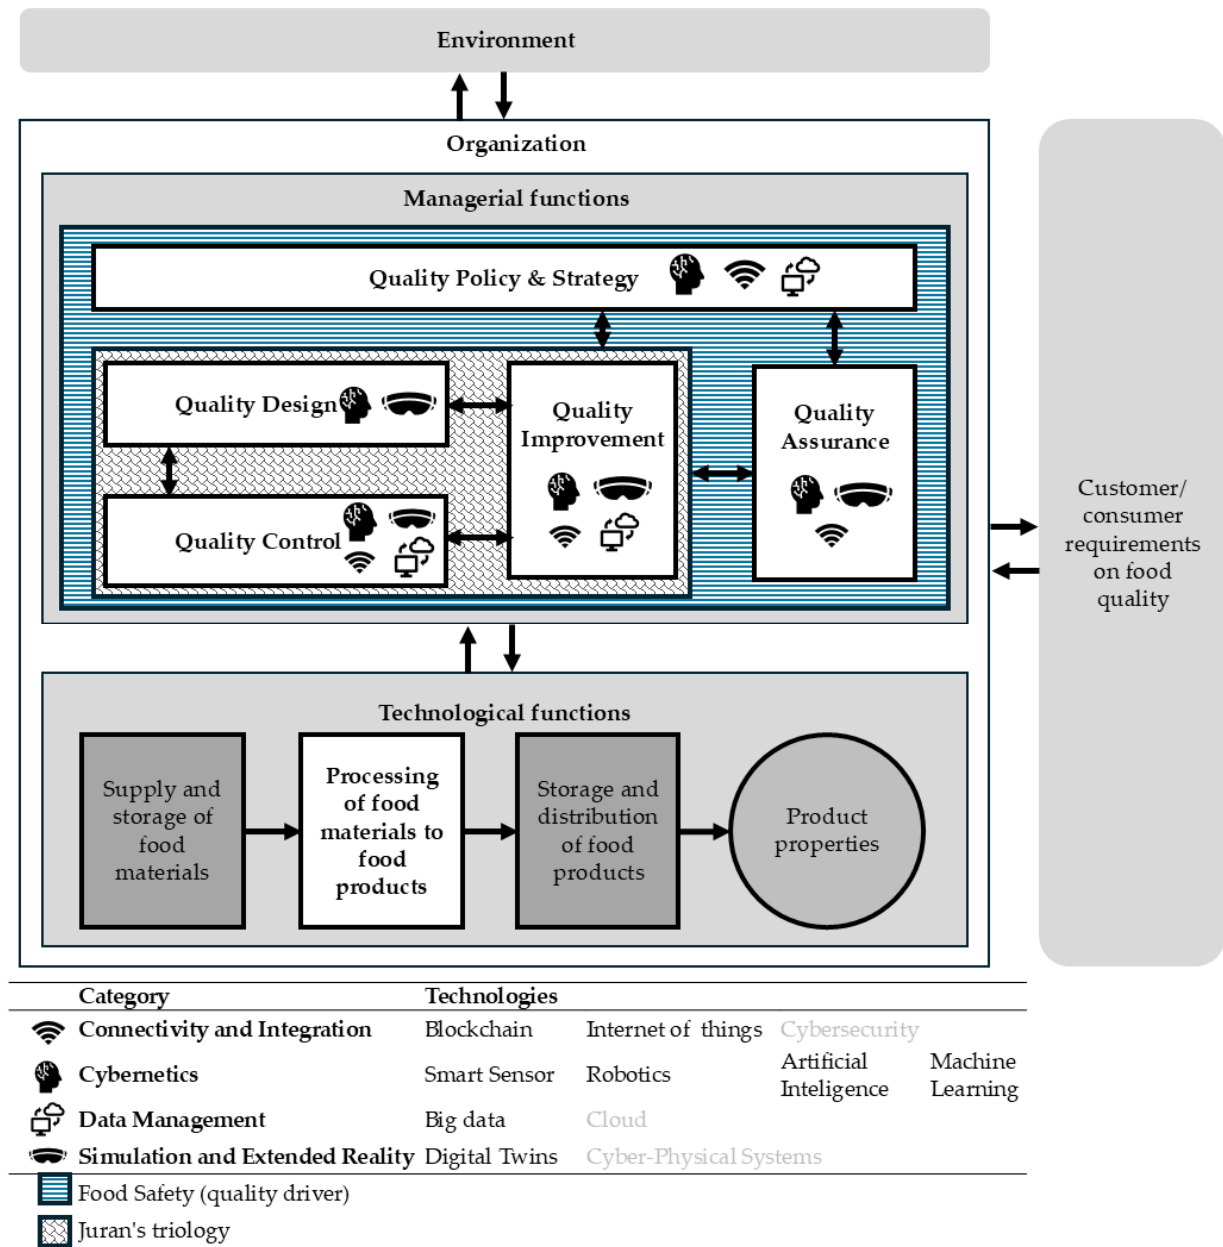 Environment
Organization
Managerial functions
Quality Policy & Strategy
Quality Design
Quality Control
Quality
Improvement
Quality
Assurance
Customer/
consumer
requirements
on food
quality
Technological functions
Supply and
storage of
food
materials
Processing
of food
materials to
food
products
Storage and
distribution
of food
products
Product
properties
Category Technologies
Connectivity and Integration Blockchain Internet of things Cybersecurity
Cybernetics Smart Sensor Robotics Artificial Inteligence Machine Learning
Data Management Big data Cloud
Simulation and Extended Reality Digital Twins Cyber-Physical Systems
Food Safety (quality driver)
Juran's triology